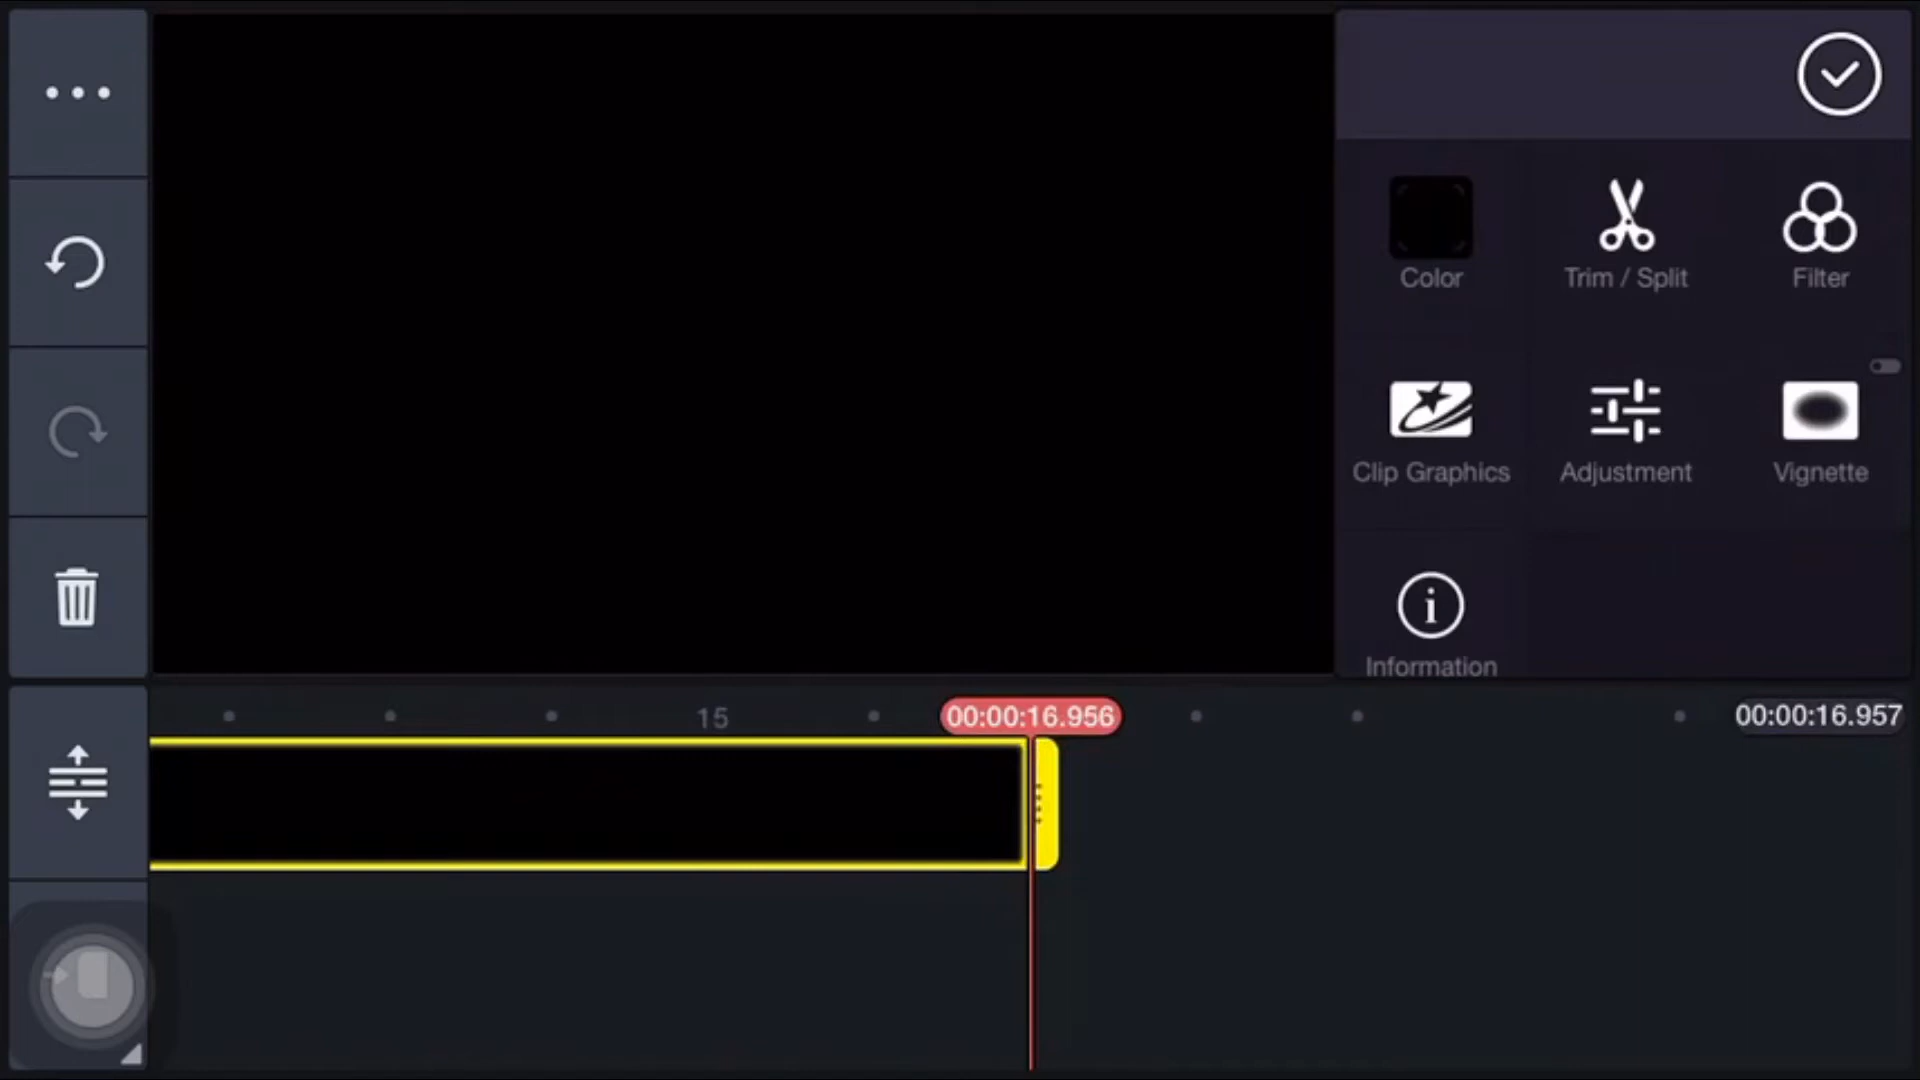 Color
Trim / Split
Filter
Clip Graphics
Adjustment
Vignette
Information
15
00:00:16.956
00:00:16.957